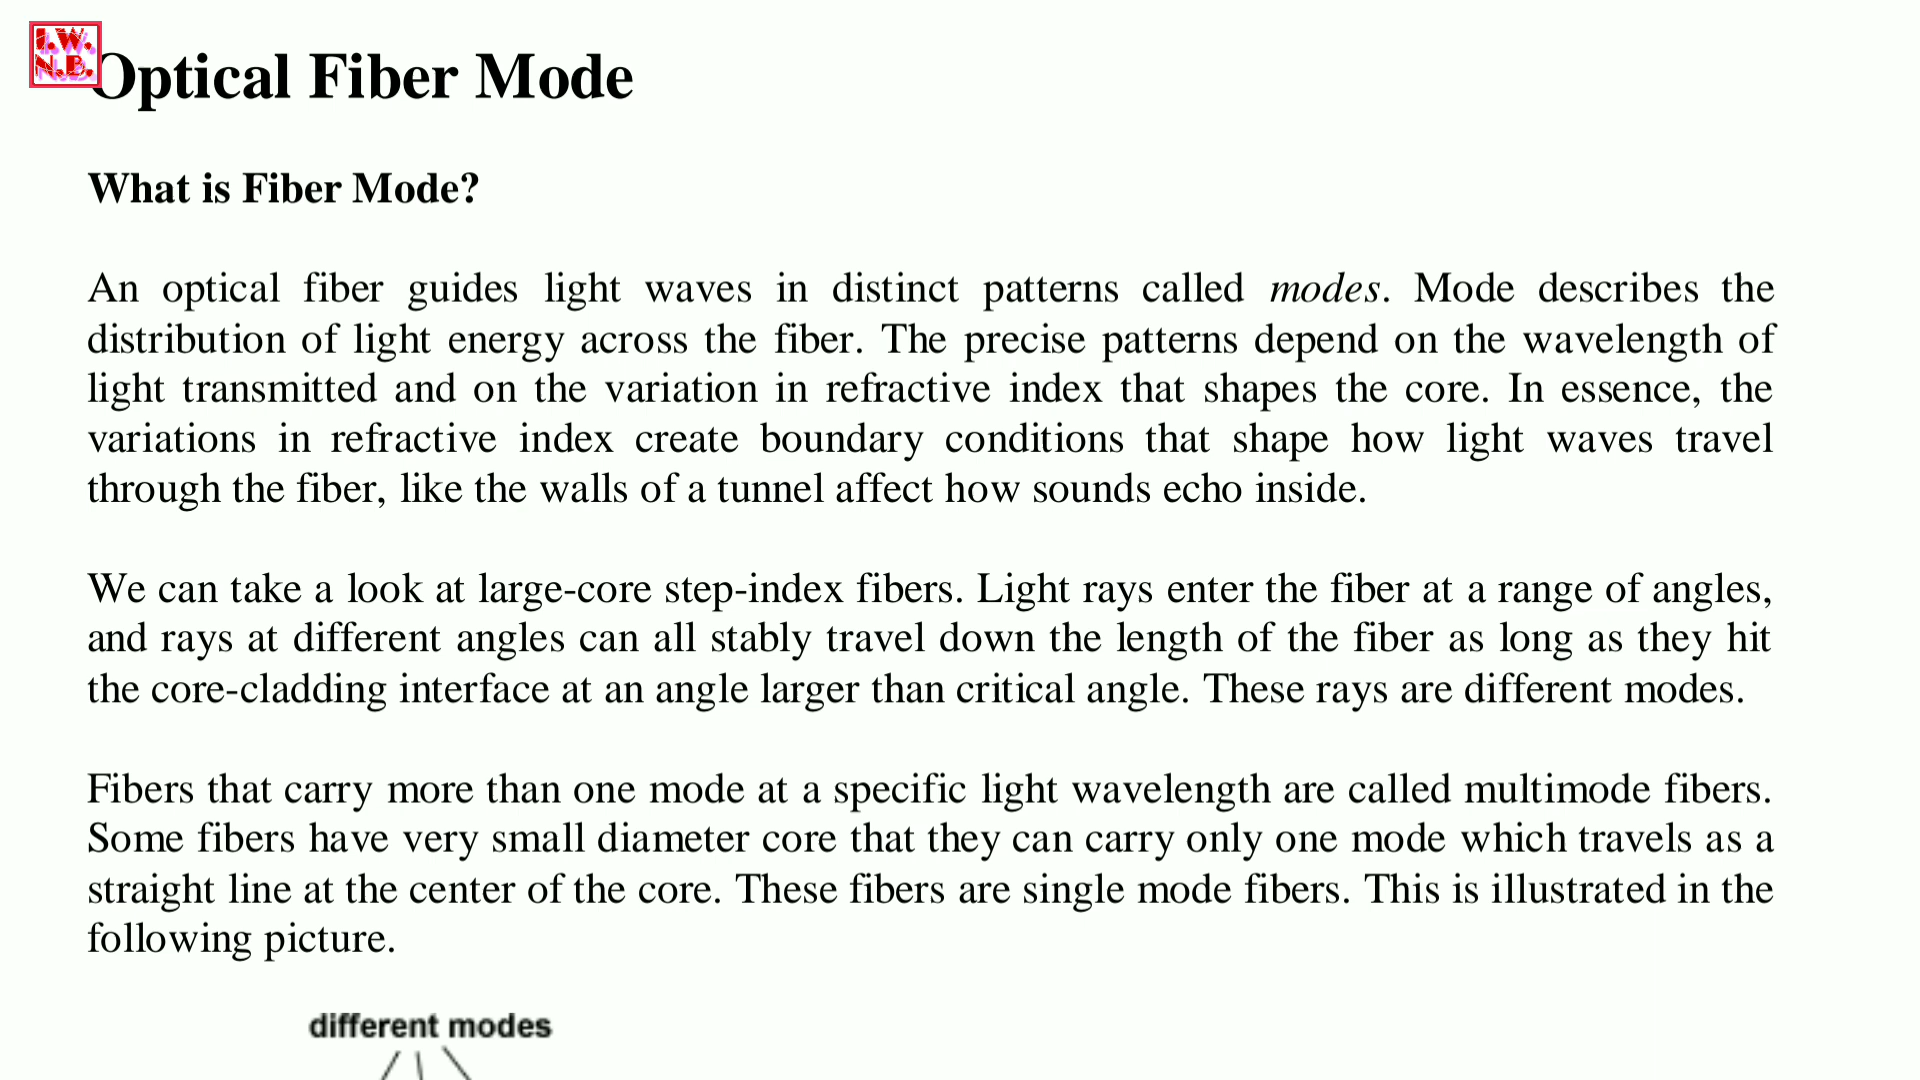 I.W.
N.B.
Optical Fiber Mode
What is Fiber Mode?
An optical fiber guides light waves in distinct patterns called modes. Mode describes the
distribution of light energy across the fiber. The precise patterns depend on the wavelength of
light transmitted and on the variation in refractive index that shapes the core. In essence, the
variations in refractive index create boundary conditions that shape how light waves travel
through the fiber, like the walls of a tunnel affect how sounds echo inside.
We can take a look at large-core step-index fibers. Light rays enter the fiber at a range of angles,
and rays at different angles can all stably travel down the length of the fiber as long as they hit
the core-cladding interface at an angle larger than critical angle. These rays are different modes.
Fibers that carry more than one mode at a specific light wavelength are called multimode fibers.
Some fibers have very small diameter core that they can carry only one mode which travels as a
straight line at the center of the core. These fibers are single mode fibers. This is illustrated in the
following picture.
different modes